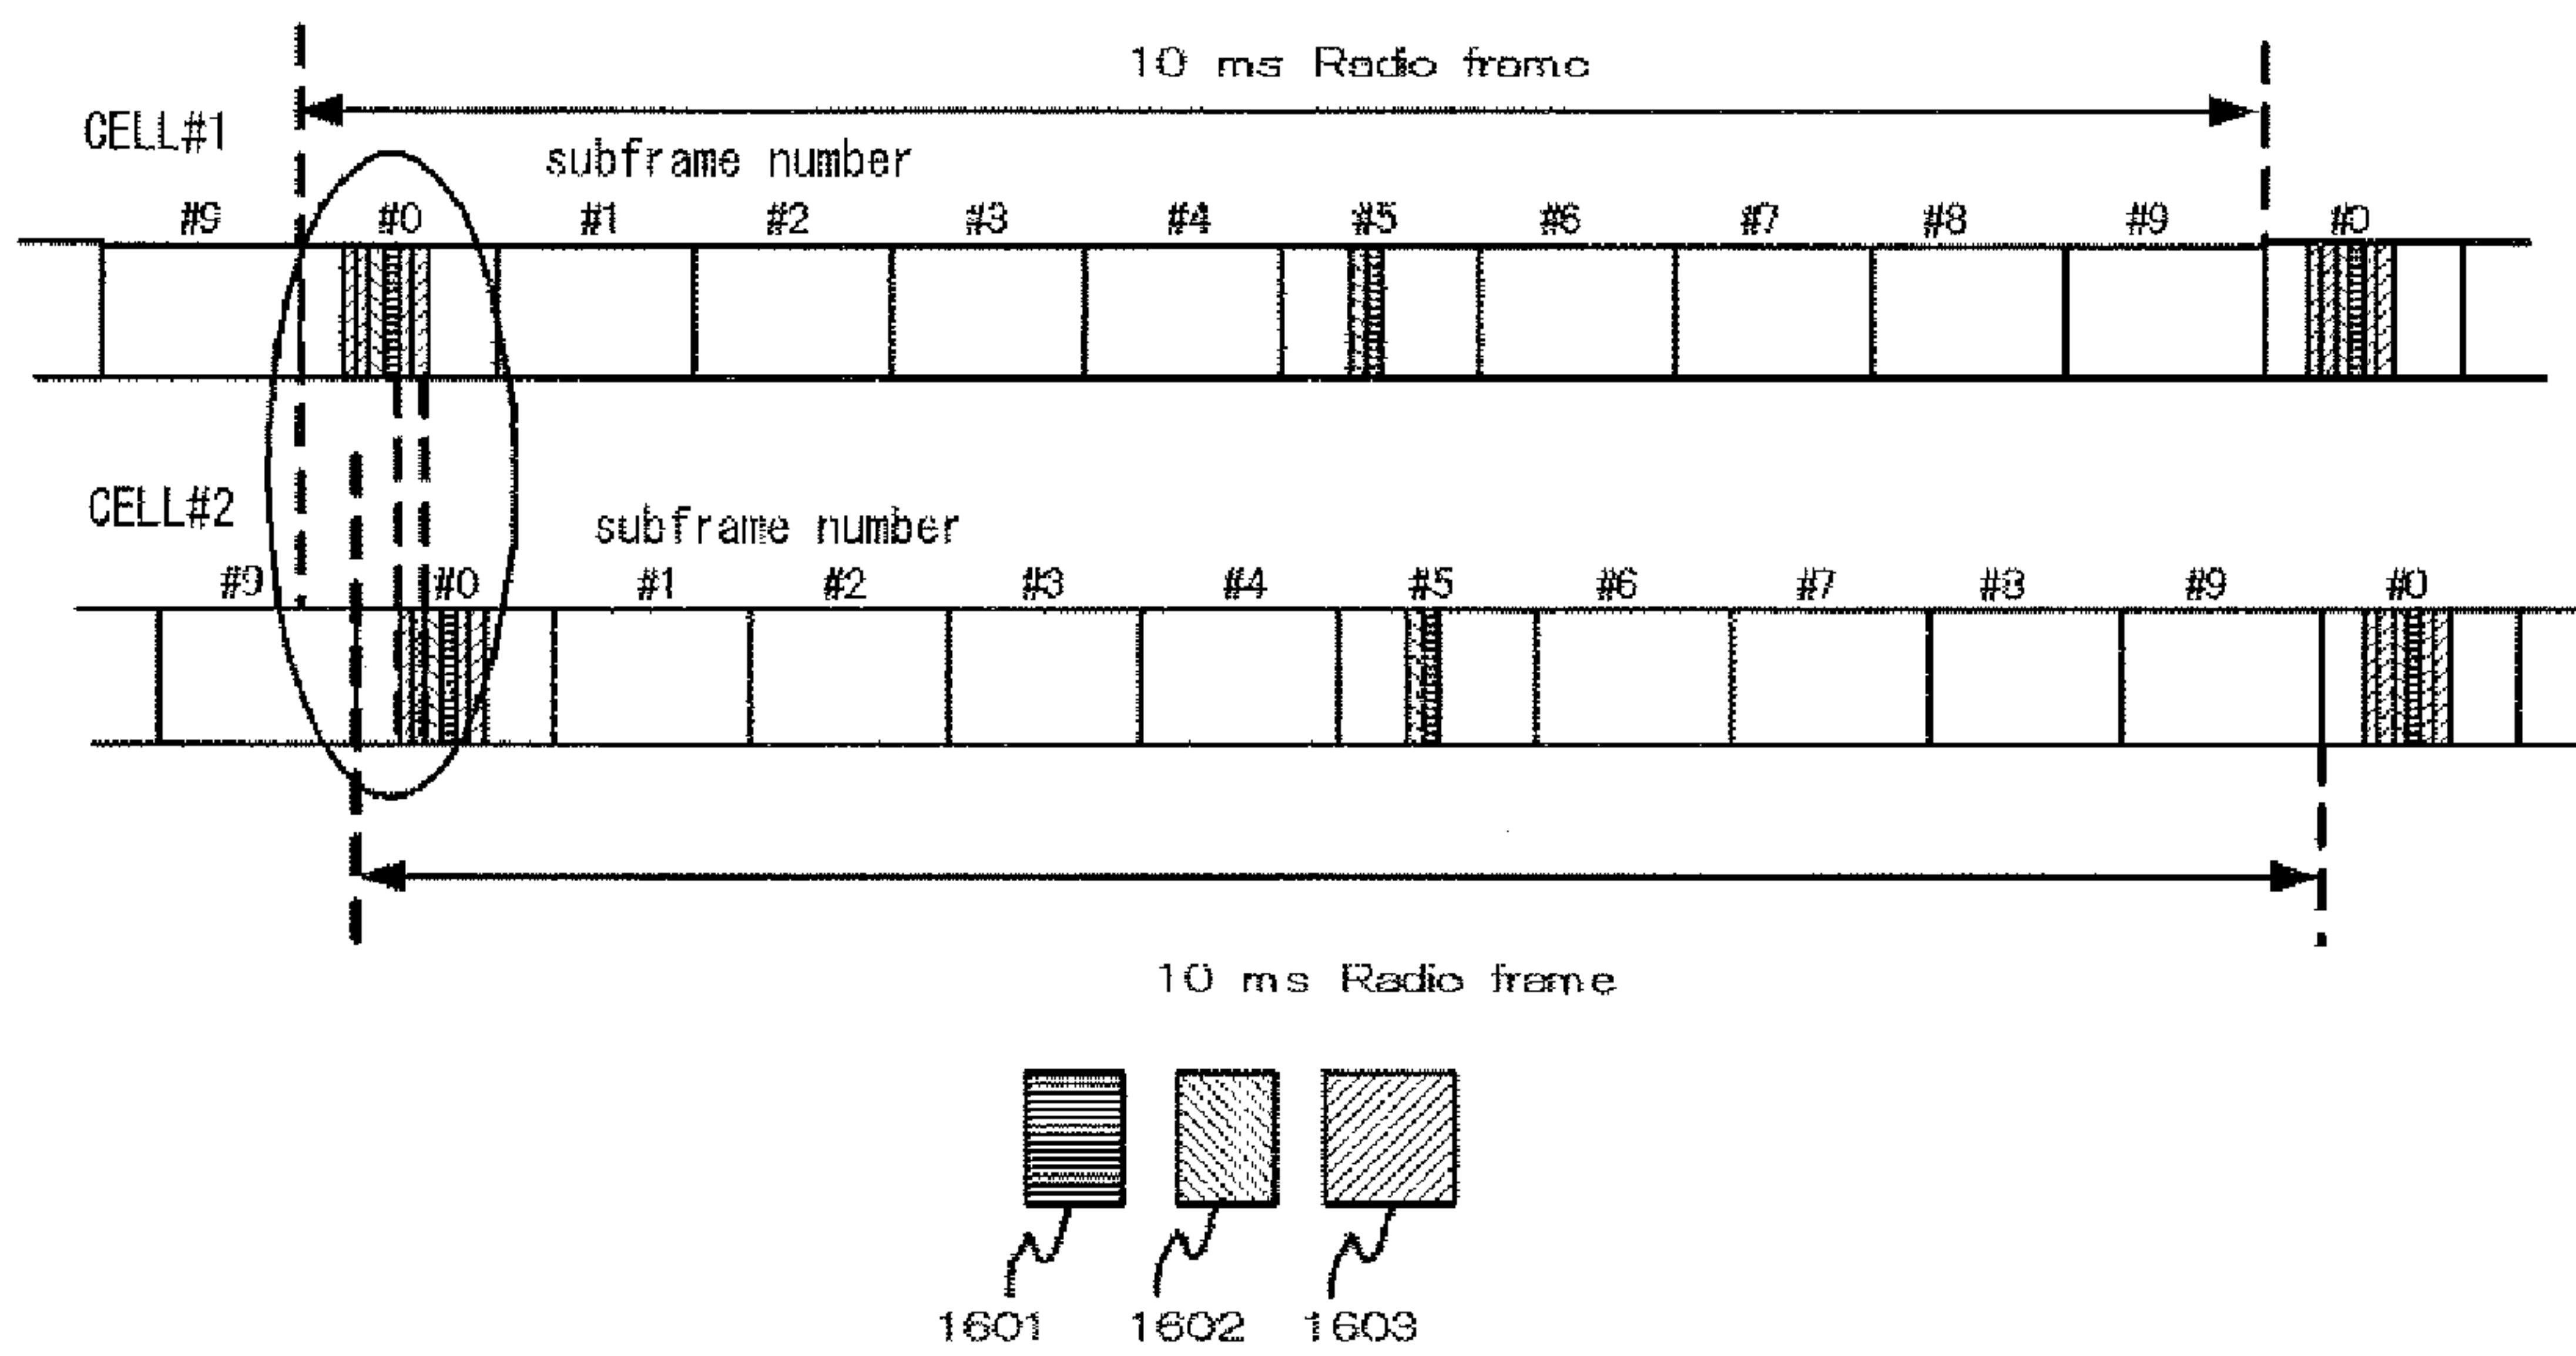 10 ms Radio frame
CELL#1
subframe number
#9 #0 #1 #2 #3 #4 #5 #6 #7 #8 #9 #0
CELL#2
subframe number
#9 #0 #1 #2 #3 #4 #5 #6 #7 #8 #9 #0
10 ms Radio frame
1601 1602 1603